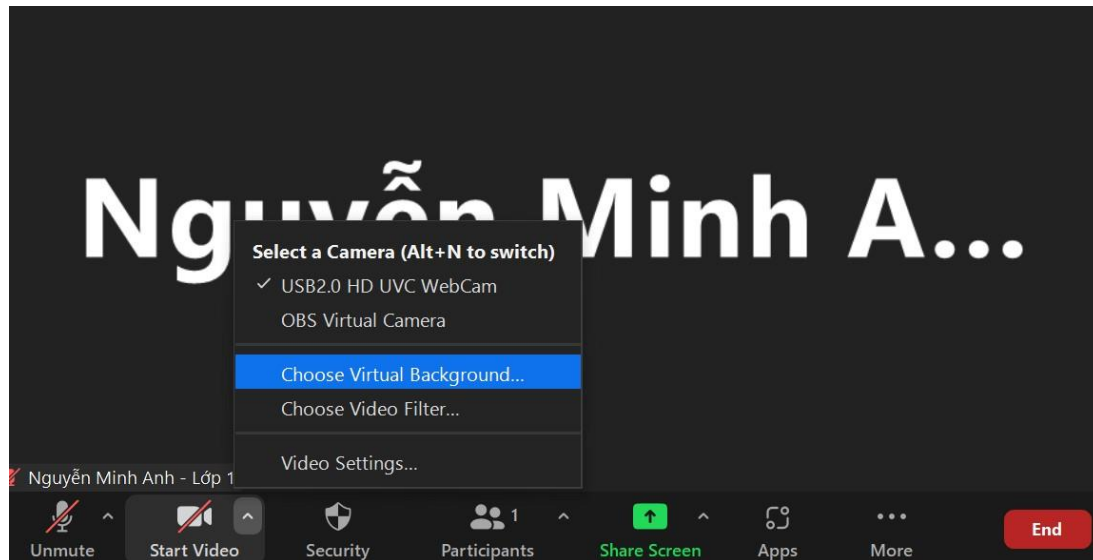 Nguyễn Minh A...
Select a Camera (Alt+N to switch)
USB2.0 HD UVC WebCam
OBS Virtual Camera
Choose Virtual Background...
Choose Video Filter...
Video Settings...
Nguyễn Minh Anh - Lớp 1
1
Unmute Start Video Security Participants Share Screen Apps More End